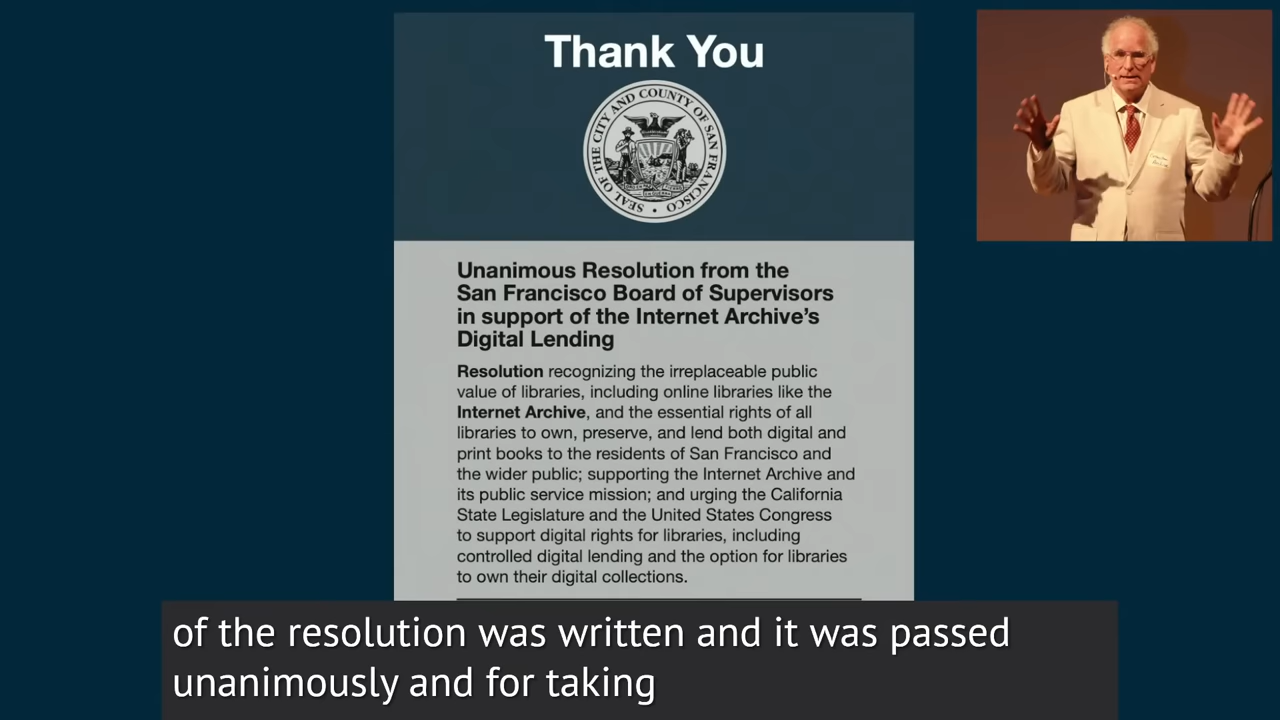 Thank You
SEAL OF THE CITY AND COUNTY OF SAN FRANCISCO
Unanimous Resolution from the
San Francisco Board of Supervisors
in support of the Internet Archive's
Digital Lending
Resolution recognizing the irreplaceable public
value of libraries, including online libraries like the
Internet Archive, and the essential rights of all
libraries to own, preserve, and lend both digital and
print books to the residents of San Francisco and
the wider public; supporting the Internet Archive and
its public service mission; and urging the California
State Legislature and the United States Congress
to support digital rights for libraries, including
controlled digital lending and the option for libraries
to own their digital collections.
of the resolution was written and it was passed
unanimously and for taking